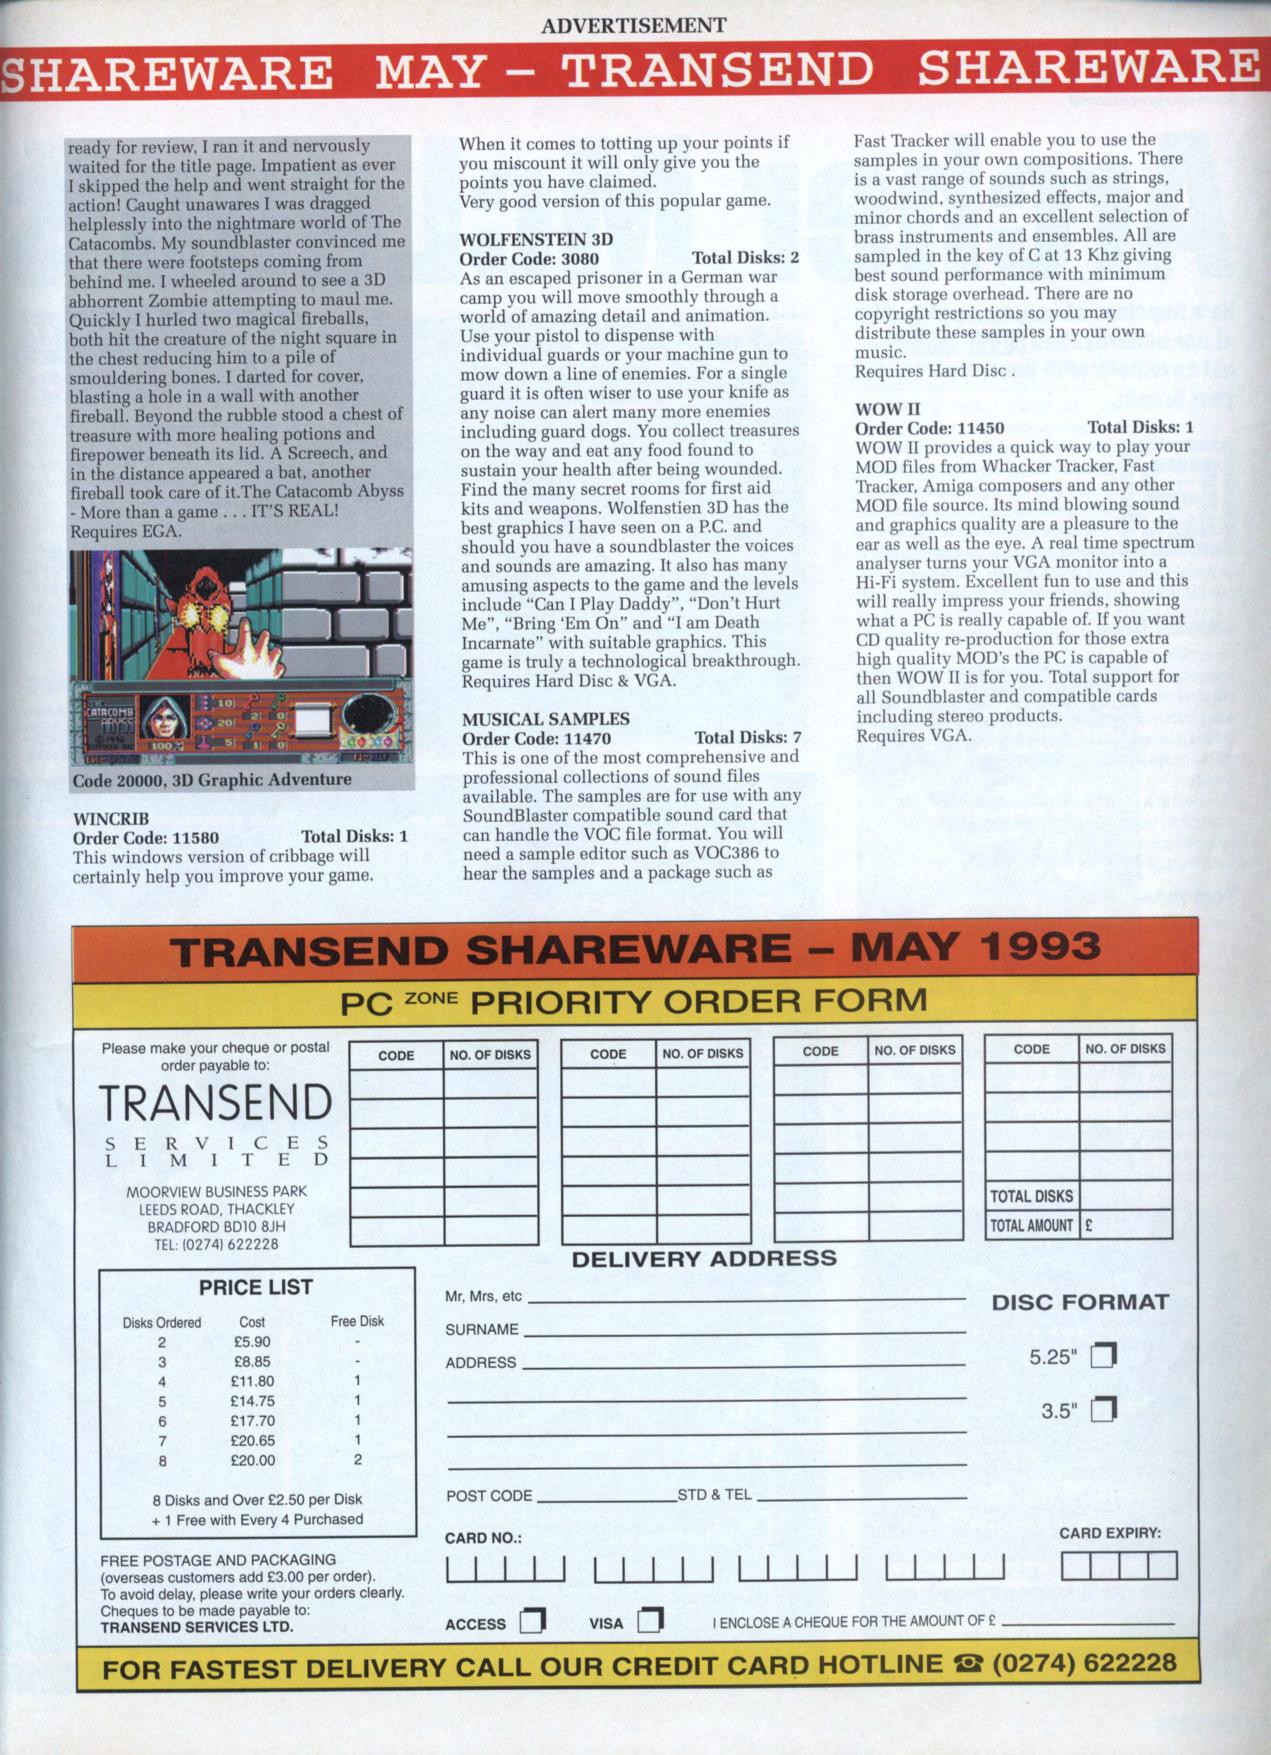 ADVERTISEMENT
SHAREWARE MAY – TRANSEND SHAREWARE
ready for review, I ran it and nervously
waited for the title page. Impatient as ever
I skipped the help and went straight for the
action! Caught unawares I was dragged
helplessly into the nightmare world of The
Catacombs. My soundblaster convinced me
that there were footsteps coming from
behind me. I wheeled around to see a 3D
abhorrent Zombie attempting to maul me.
Quickly I hurled two magical fireballs,
both hit the creature of the night square in
the chest reducing him to a pile of
smouldering bones. I darted for cover,
blasting a hole in a wall with another
fireball. Beyond the rubble stood a chest of
treasure with more healing potions and
firepower beneath its lid. A Screech, and
in the distance appeared a bat, another
fireball took care of it.The Catacomb Abyss
- More than a game . . . IT'S REAL!
Requires EGA.
CATACOMB
ABYSS
100%
10
20
5
2
1
0
0
Code 20000, 3D Graphic Adventure
WINCRIB
Order Code: 11580 Total Disks: 1
This windows version of cribbage will
certainly help you improve your game.
When it comes to totting up your points if
you miscount it will only give you the
points you have claimed.
Very good version of this popular game.
WOLFENSTEIN 3D
Order Code: 3080 Total Disks: 2
As an escaped prisoner in a German war
camp you will move smoothly through a
world of amazing detail and animation.
Use your pistol to dispense with
individual guards or your machine gun to
mow down a line of enemies. For a single
guard it is often wiser to use your knife as
any noise can alert many more enemies
including guard dogs. You collect treasures
on the way and eat any food found to
sustain your health after being wounded.
Find the many secret rooms for first aid
kits and weapons. Wolfenstien 3D has the
best graphics I have seen on a P.C. and
should you have a soundblaster the voices
and sounds are amazing. It also has many
amusing aspects to the game and the levels
include “Can I Play Daddy”, “Don't Hurt
Me”, “Bring 'Em On” and “I am Death
Incarnate” with suitable graphics. This
game is truly a technological breakthrough.
Requires Hard Disc & VGA.
MUSICAL SAMPLES
Order Code: 11470 Total Disks: 7
This is one of the most comprehensive and
professional collections of sound files
available. The samples are for use with any
SoundBlaster compatible sound card that
can handle the VOC file format. You will
need a sample editor such as VOC386 to
hear the samples and a package such as
Fast Tracker will enable you to use the
samples in your own compositions. There
is a vast range of sounds such as strings,
woodwind, synthesized effects, major and
minor chords and an excellent selection of
brass instruments and ensembles. All are
sampled in the key of C at 13 Khz giving
best sound performance with minimum
disk storage overhead. There are no
copyright restrictions so you may
distribute these samples in your own
music.
Requires Hard Disc .
WOW II
Order Code: 11450 Total Disks: 1
WOW II provides a quick way to play your
MOD files from Whacker Tracker, Fast
Tracker, Amiga composers and any other
MOD file source. Its mind blowing sound
and graphics quality are a pleasure to the
ear as well as the eye. A real time spectrum
analyser turns your VGA monitor into a
Hi-Fi system. Excellent fun to use and this
will really impress your friends, showing
what a PC is really capable of. If you want
CD quality re-production for those extra
high quality MOD's the PC is capable of
then WOW II is for you. Total support for
all Soundblaster and compatible cards
including stereo products.
Requires VGA.
TRANSEND SHAREWARE – MAY 1993
PC ZONE PRIORITY ORDER FORM
Please make your cheque or postal
order payable to:
TRANSEND
SERVICES
LIMITED
MOORVIEW BUSINESS PARK
LEEDS ROAD, THACKLEY
BRADFORD BD10 8JH
TEL: (0274) 622228
CODE NO. OF DISKS CODE NO. OF DISKS CODE NO. OF DISKS CODE NO. OF DISKS
TOTAL DISKS
TOTAL AMOUNT £
PRICE LIST
Disks Ordered Cost Free Disk
2 £5.90 -
3 £8.85 -
4 £11.80 1
5 £14.75 1
6 £17.70 1
7 £20.65 1
8 £20.00 2
8 Disks and Over £2.50 per Disk
+ 1 Free with Every 4 Purchased
FREE POSTAGE AND PACKAGING
(overseas customers add £3.00 per order).
To avoid delay, please write your orders clearly.
Cheques to be made payable to:
TRANSEND SERVICES LTD.
DELIVERY ADDRESS
Mr, Mrs, etc
SURNAME
ADDRESS
POST CODE STD & TEL
DISC FORMAT
5.25"
3.5"
CARD NO.: CARD EXPIRY:
ACCESS VISA I ENCLOSE A CHEQUE FOR THE AMOUNT OF £
FOR FASTEST DELIVERY CALL OUR CREDIT CARD HOTLINE ☎ (0274) 622228